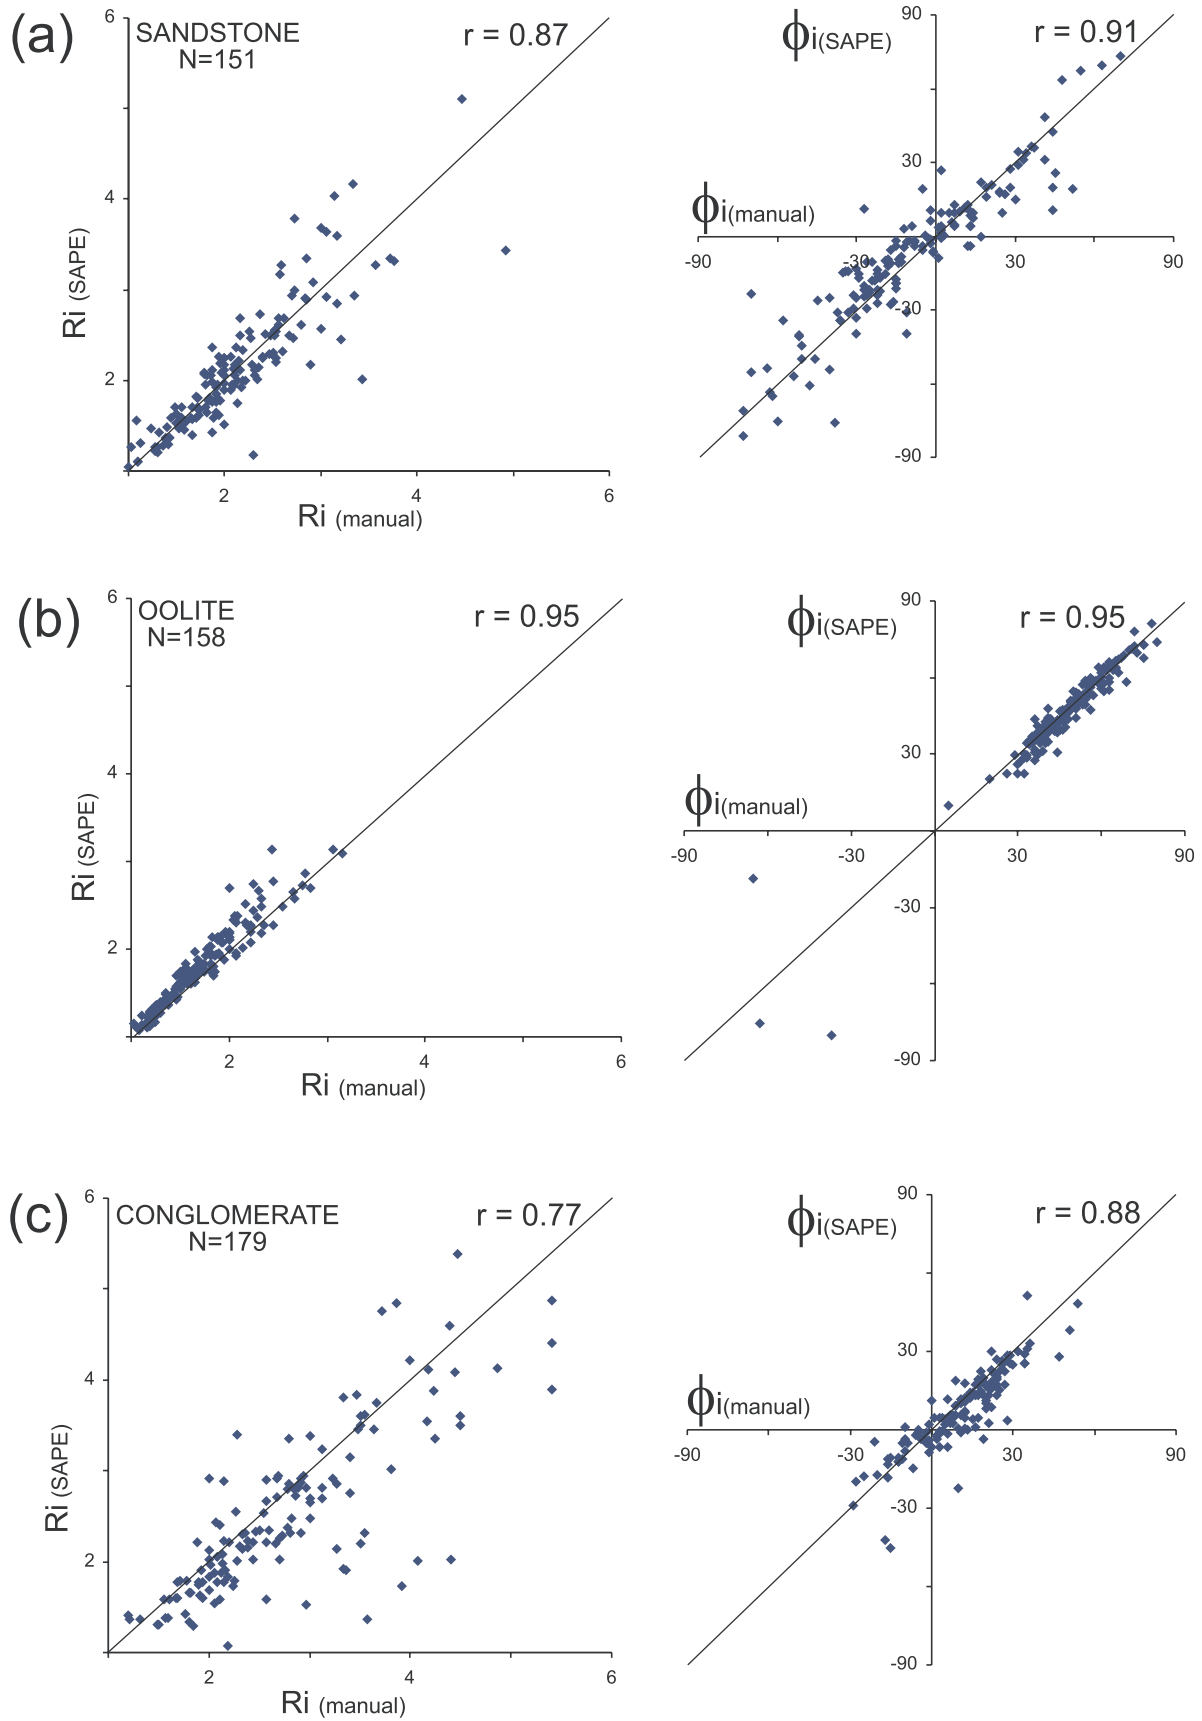 (a)
SANDSTONE
N=151
r = 0.87
6
4
2
Ri (SAPE)
2
4
6
Ri (manual)
ϕi(SAPE)
r = 0.91
90
30
ϕi(manual)
-90
-30
30
90
-30
-90
(b)
OOLITE
N=158
r = 0.95
6
4
2
Ri (SAPE)
2
4
6
Ri (manual)
ϕi(SAPE)
r = 0.95
90
30
ϕi(manual)
-90
-30
30
90
-30
-90
(c)
CONGLOMERATE
N=179
r = 0.77
6
4
2
Ri (SAPE)
2
4
6
Ri (manual)
ϕi(SAPE)
r = 0.88
90
30
ϕi(manual)
-90
-30
30
90
-30
-90